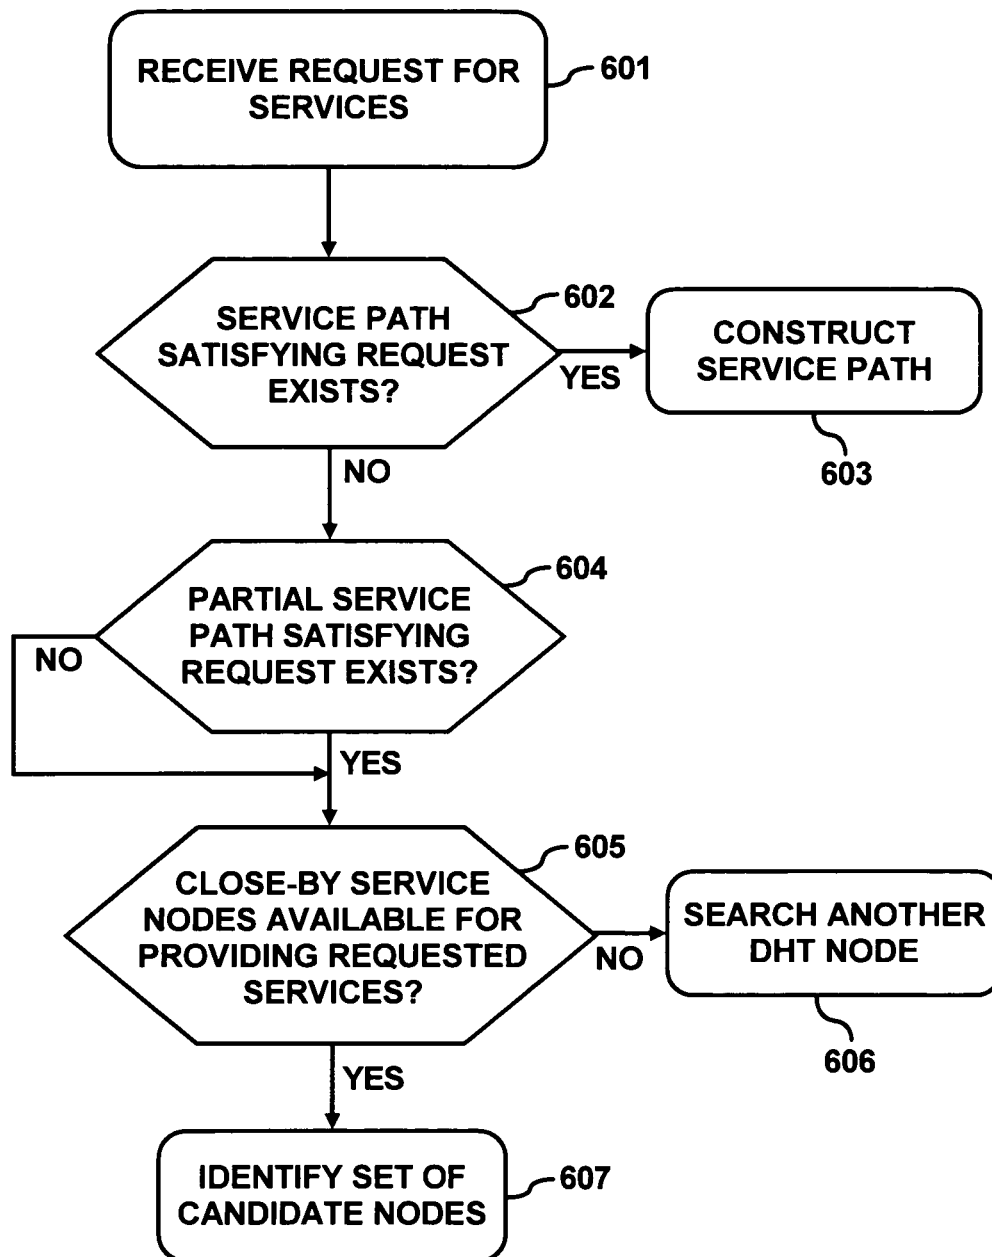 RECEIVE REQUEST FOR
SERVICES
601
SERVICE PATH
SATISFYING REQUEST
EXISTS?
602
YES
CONSTRUCT
SERVICE PATH
603
NO
PARTIAL SERVICE
PATH SATISFYING
REQUEST EXISTS?
604
NO
YES
CLOSE-BY SERVICE
NODES AVAILABLE FOR
PROVIDING REQUESTED
SERVICES?
605
NO
SEARCH ANOTHER
DHT NODE
606
YES
IDENTIFY SET OF
CANDIDATE NODES
607